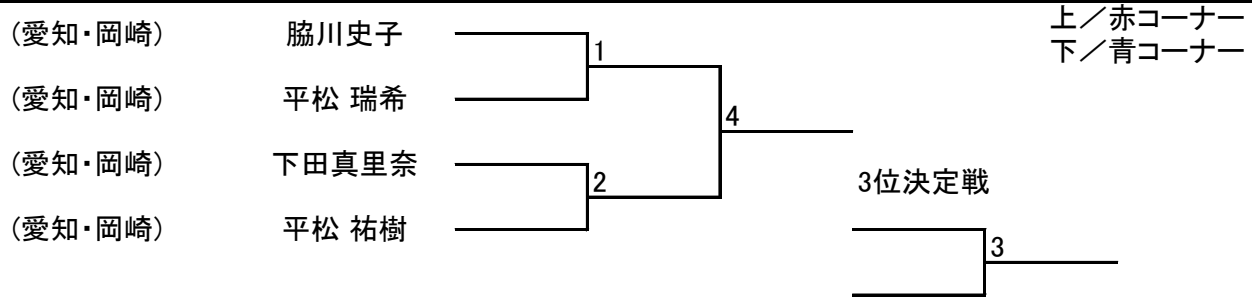 上／赤コーナー
下／青コーナー
(愛知・岡崎) 脇川史子
1
(愛知・岡崎) 平松 瑞希
4
(愛知・岡崎) 下田真里奈
2
3位決定戦
(愛知・岡崎) 平松 祐樹
3